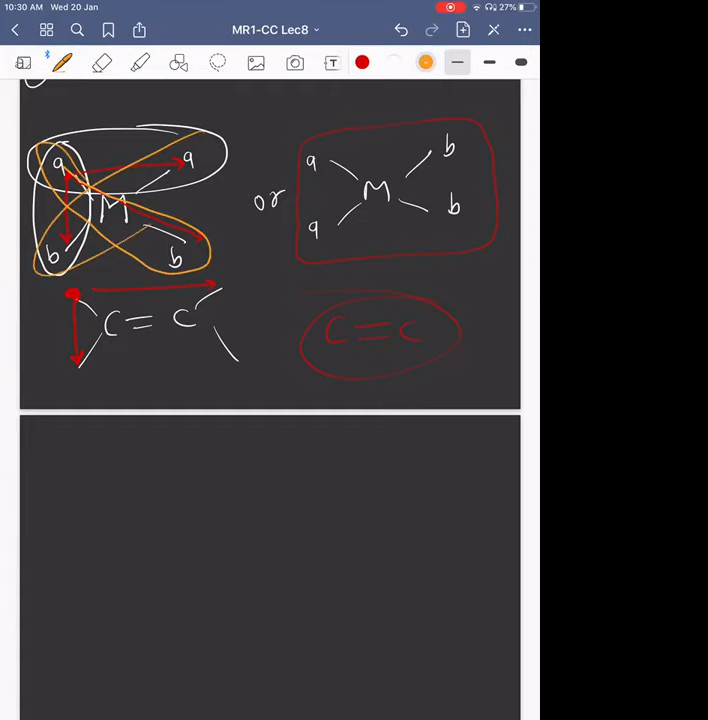 10:30 AM Wed 20 Jan
27%
MR1-CC Lec8
T
a a
M
b b
or
a b
M
a b
C = C
C = C